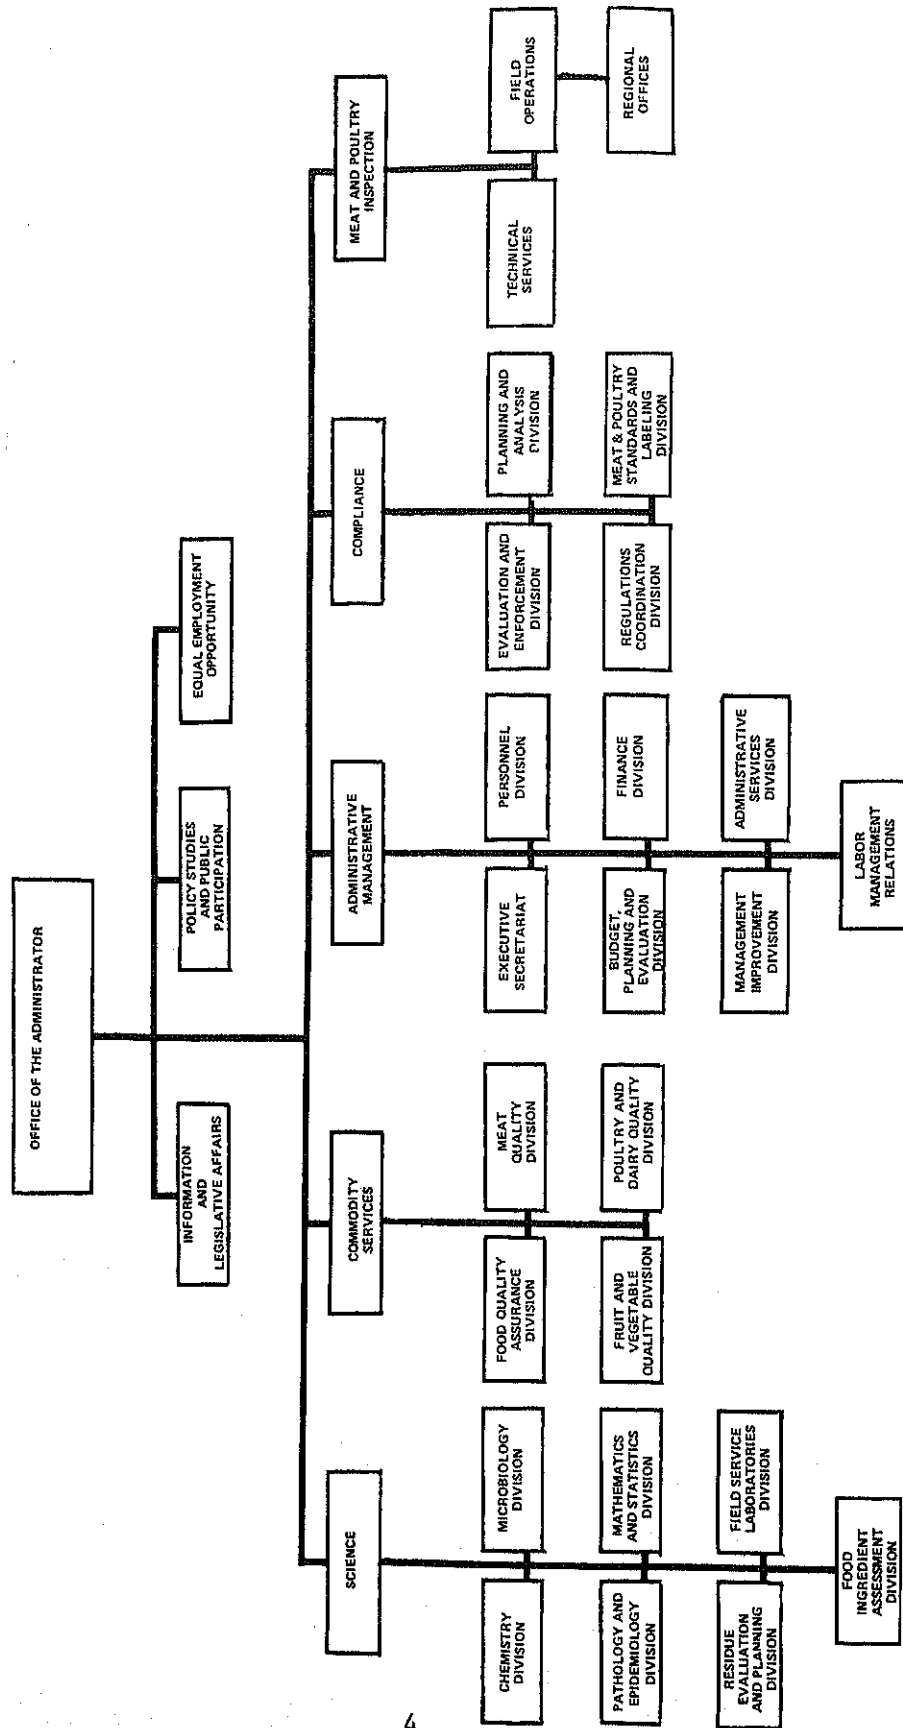 OFFICE OF THE ADMINISTRATOR
INFORMATION
AND
LEGISLATIVE AFFAIRS
POLICY STUDIES
AND PUBLIC
PARTICIPATION
EQUAL EMPLOYMENT
OPPORTUNITY
SCIENCE
COMMODITY
SERVICES
ADMINISTRATIVE
MANAGEMENT
COMPLIANCE
MEAT AND POULTRY
INSPECTION
CHEMISTRY
DIVISION
MICROBIOLOGY
DIVISION
PATHOLOGY AND
EPIDEMIOLOGY
DIVISION
MATHEMATICS
AND STATISTICS
DIVISION
RESIDUE
EVALUATION
AND PLANNING
DIVISION
FIELD SERVICE
LABORATORIES
DIVISION
FOOD
INGREDIENT
ASSESSMENT
DIVISION
FOOD QUALITY
ASSURANCE
DIVISION
MEAT
QUALITY
DIVISION
FRUIT AND
VEGETABLE
QUALITY DIVISION
POULTRY AND
DAIRY QUALITY
DIVISION
EXECUTIVE
SECRETARIAT
PERSONNEL
DIVISION
BUDGET,
PLANNING AND
EVALUATION
DIVISION
FINANCE
DIVISION
MANAGEMENT
IMPROVEMENT
DIVISION
ADMINISTRATIVE
SERVICES
DIVISION
LABOR
MANAGEMENT
RELATIONS
EVALUATION AND
ENFORCEMENT
DIVISION
PLANNING AND
ANALYSIS
DIVISION
REGULATIONS
COORDINATION
DIVISION
MEAT & POULTRY
STANDARDS AND
LABELING
DIVISION
TECHNICAL
SERVICES
FIELD
OPERATIONS
REGIONAL
OFFICES
4